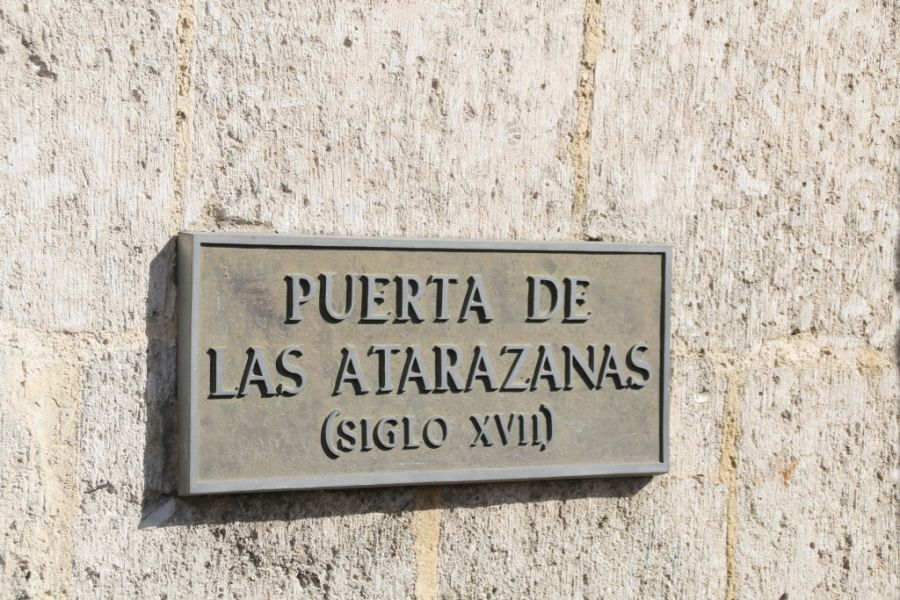 PUERTA DE
LAS ATARAZANAS
(SIGLO XVII)